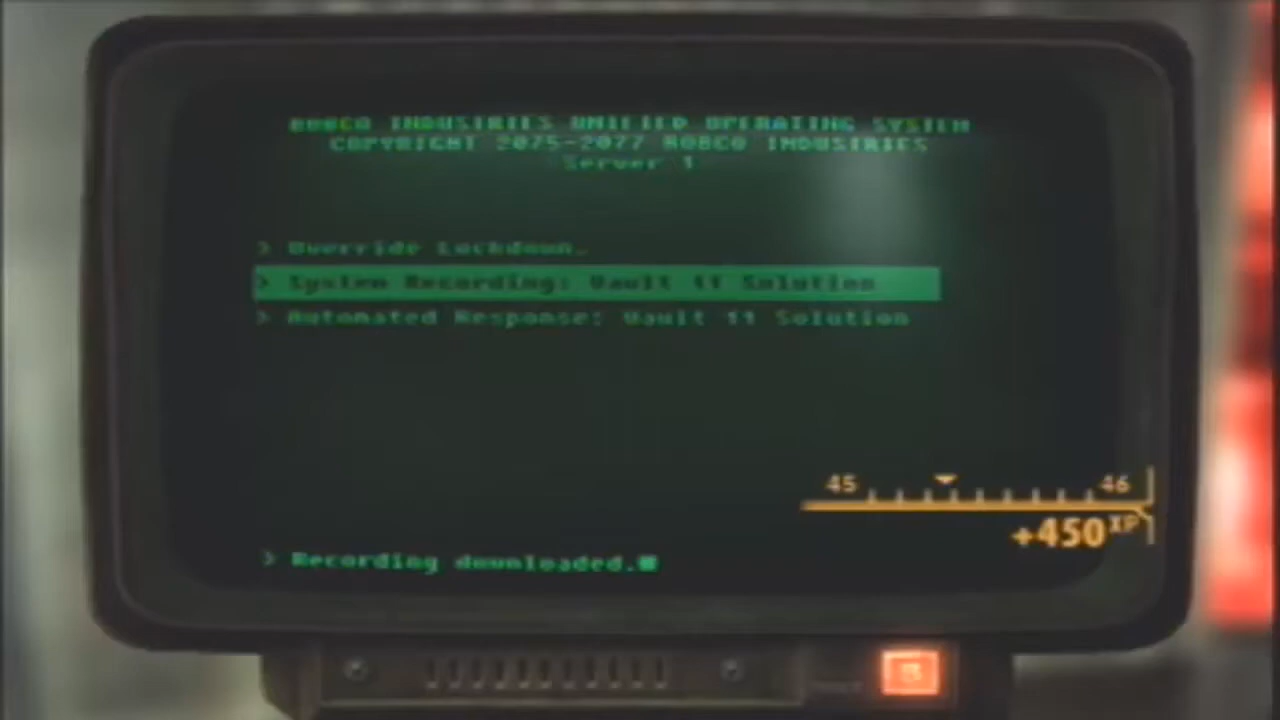 ROBCO INDUSTRIES UNIFIED OPERATING SYSTEM
COPYRIGHT 2075-2077 ROBCO INDUSTRIES
Server 1
> Override Lockdown.
> System Recording: Vault 11 Solution
> Automated Response: Vault 11 Solution
45 46
+450 XP
> Recording downloaded.